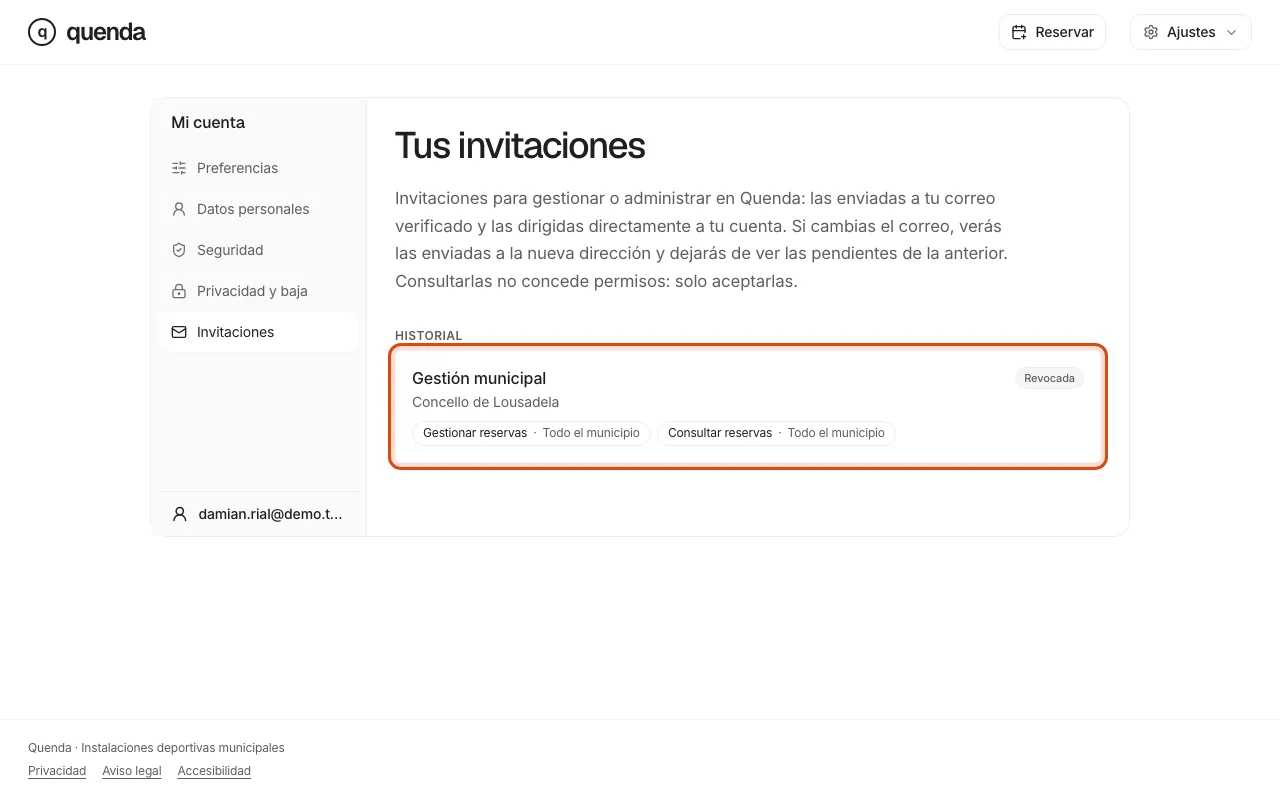 q quenda
Reservar
Ajustes
Mi cuenta
Preferencias
Datos personales
Seguridad
Privacidad y baja
Invitaciones
damian.rial@demo.t...
Tus invitaciones
Invitaciones para gestionar o administrar en Quenda: las enviadas a tu correo
verificado y las dirigidas directamente a tu cuenta. Si cambias el correo, verás
las enviadas a la nueva dirección y dejarás de ver las pendientes de la anterior.
Consultarlas no concede permisos: solo aceptarlas.
HISTORIAL
Gestión municipal
Revocada
Concello de Lousadela
Gestionar reservas · Todo el municipio
Consultar reservas · Todo el municipio
Quenda · Instalaciones deportivas municipales
Privacidad Aviso legal Accesibilidad